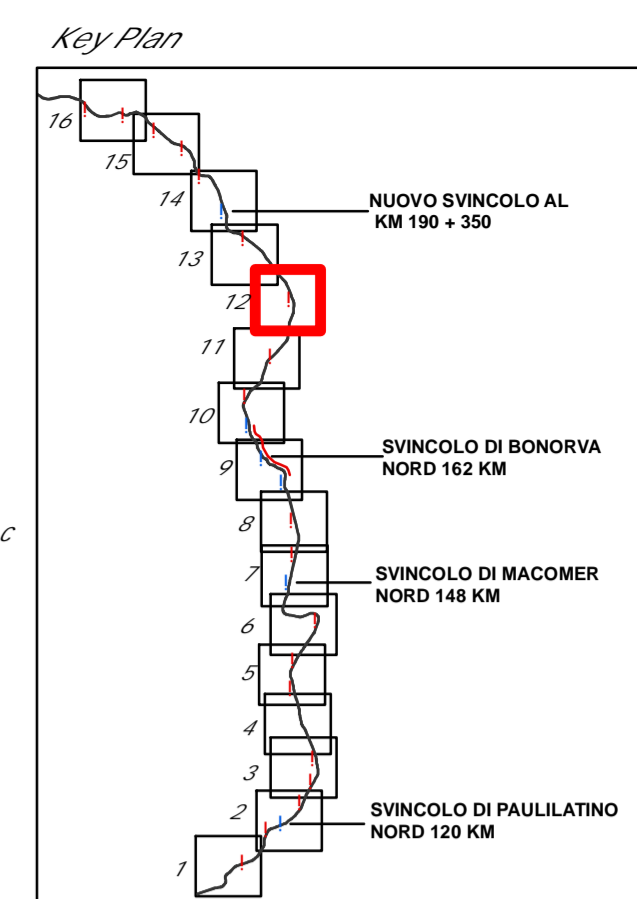 Key Plan
16
15
14
NUOVO SVINCOLO AL
KM 190 + 350
13
12
11
10
SVINCOLO DI BONORVA
NORD 162 KM
9
8
c
7
SVINCOLO DI MACOMER
NORD 148 KM
6
5
4
3
2
SVINCOLO DI PAULILATINO
NORD 120 KM
1